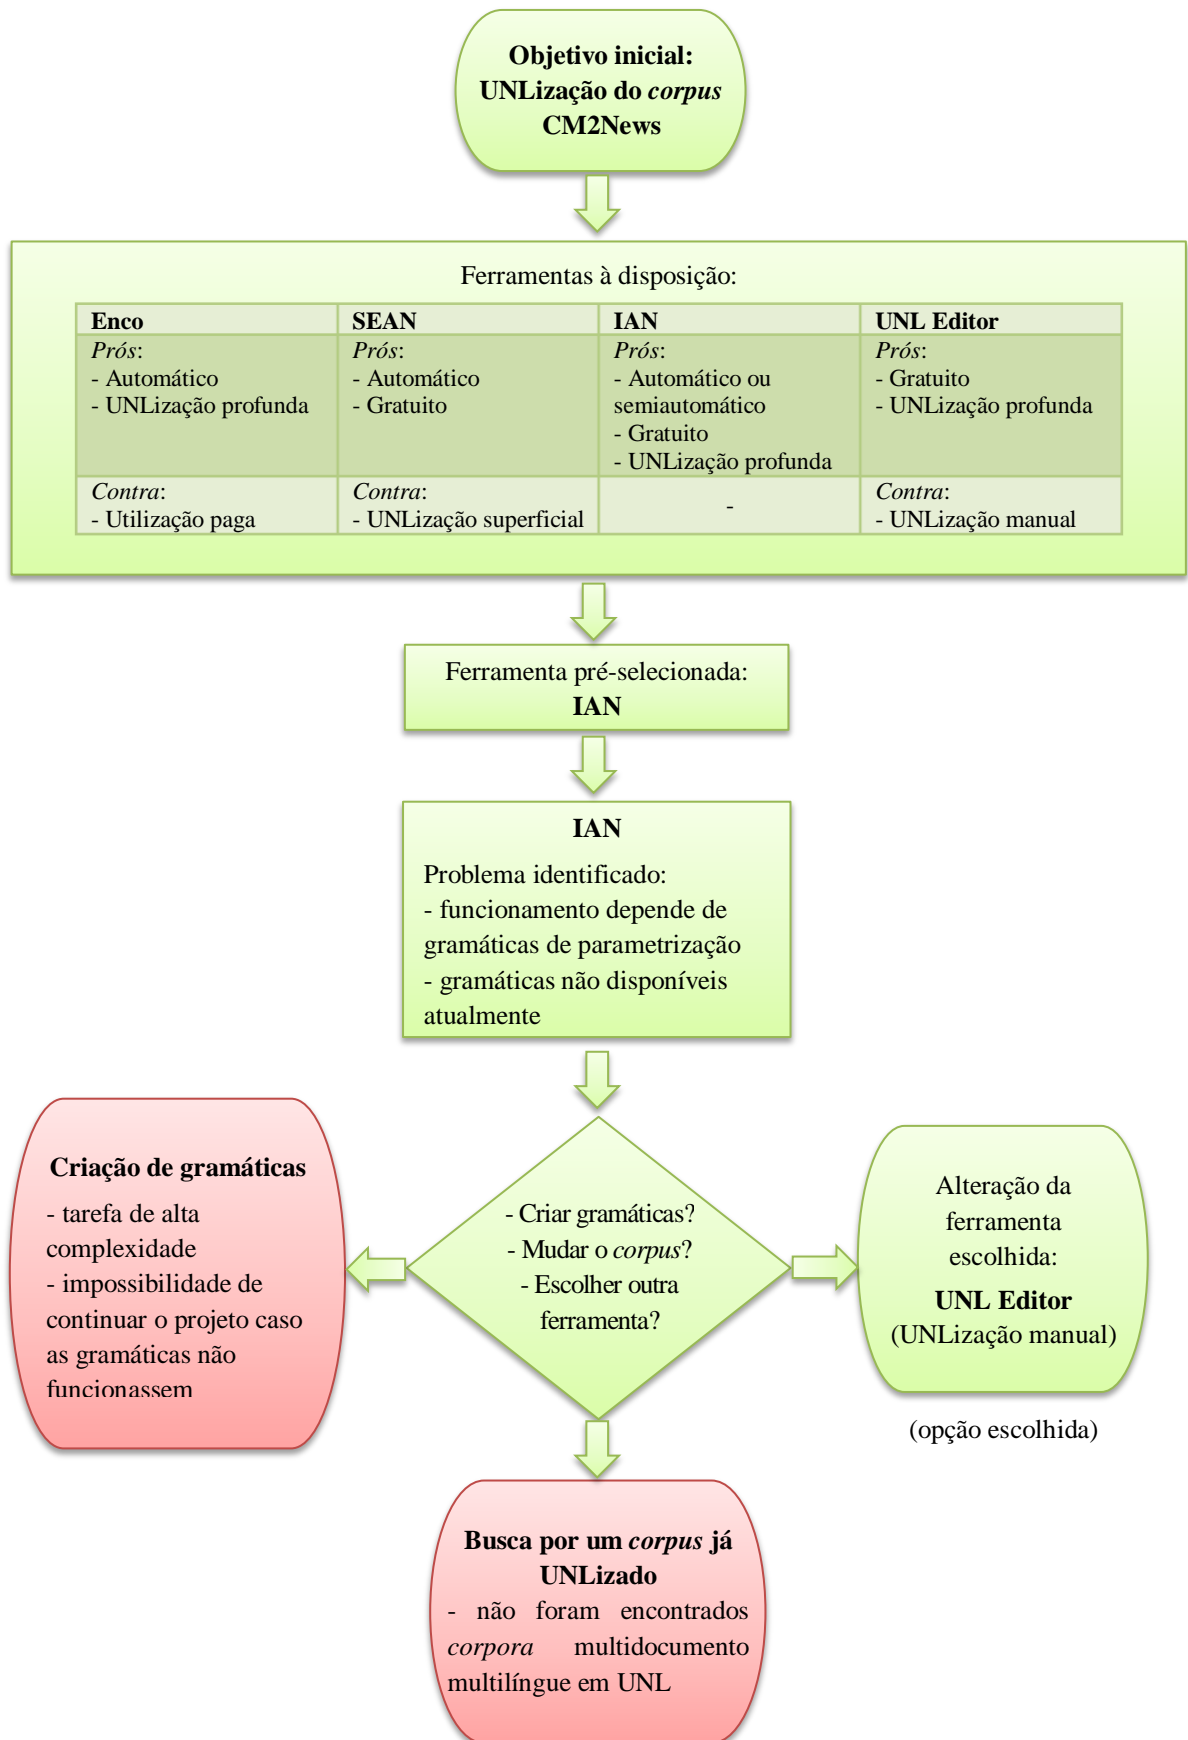 Objetivo inicial:
UNLização do corpus
CM2News
Ferramentas à disposição:
Enco
SEAN
IAN
UNL Editor
Prós:
- Automático
- UNLização profunda
Prós:
- Automático
- Gratuito
Prós:
- Automático ou
semiautomático
- Gratuito
- UNLização profunda
Prós:
- Gratuito
- UNLização profunda
Contra:
- Utilização paga
Contra:
- UNLização superficial
-
Contra:
- UNLização manual
Ferramenta pré-selecionada:
IAN
IAN
Problema identificado:
- funcionamento depende de
gramáticas de parametrização
- gramáticas não disponíveis
atualmente
- Criar gramáticas?
- Mudar o corpus?
- Escolher outra
ferramenta?
Criação de gramáticas
- tarefa de alta
complexidade
- impossibilidade de
continuar o projeto caso
as gramáticas não
funcionassem
Alteração da
ferramenta
escolhida:
UNL Editor
(UNLização manual)
(opção escolhida)
Busca por um corpus já
UNLizado
- não foram encontrados
corpora multidocumento
multilíngue em UNL